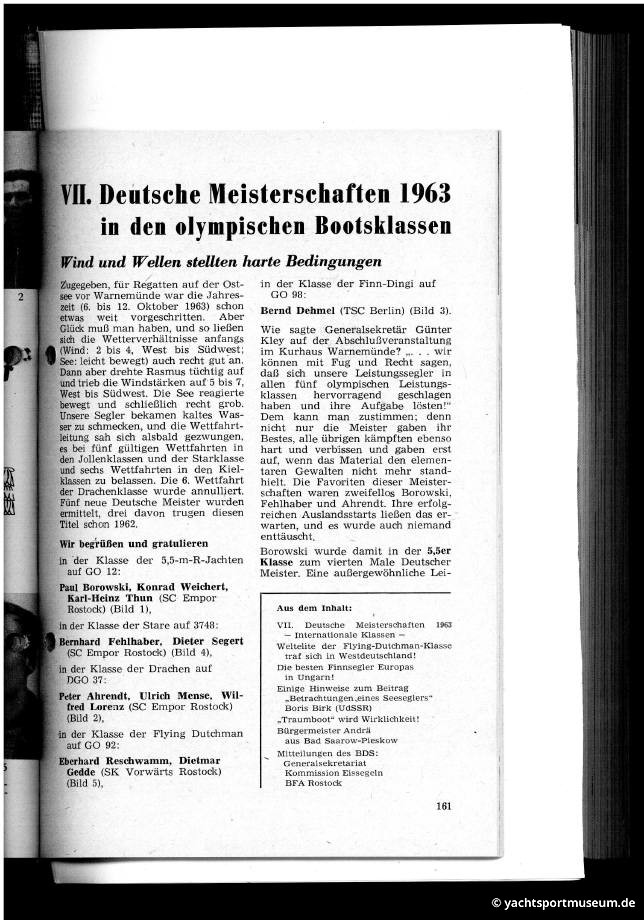 VII. Deutsche Meisterschaften 1963
in den olympischen Bootsklassen
Wind und Wellen stellten harte Bedingungen
2
Zugegeben, für Regatten auf der Ost-
see vor Warnemünde war die Jahres-
zeit (6. bis 12. Oktober 1963) schon
etwas weit vorgeschritten. Aber
Glück muß man haben, und so ließen
sich die Wetterverhältnisse anfangs
(Wind: 2 bis 4, West bis Südwest;
See: leicht bewegt) auch recht gut an.
Dann aber drehte Rasmus tüchtig auf
und trieb die Windstärken auf 5 bis 7,
West bis Südwest. Die See reagierte
bewegt und schließlich recht grob.
Unsere Segler bekamen kaltes Was-
ser zu schmecken, und die Wettfahrt-
leitung sah sich alsbald gezwungen,
es bei fünf gültigen Wettfahrten in
den Jollenklassen und der Starklasse
und sechs Wettfahrten in den Kiel-
klassen zu belassen. Die 6. Wettfahrt
der Drachenklasse wurde annulliert.
Fünf neue Deutsche Meister wurden
ermittelt, drei davon trugen diesen
Titel schon 1962.
Wir begrüßen und gratulieren
in der Klasse der 5,5-m-R-Jachten
auf GO 12:
Paul Borowski, Konrad Weichert,
Karl-Heinz Thun (SC Empor
Rostock) (Bild 1),
in der Klasse der Stare auf 3748:
Bernhard Fehlhaber, Dieter Segert
(SC Empor Rostock) (Bild 4),
in der Klasse der Drachen auf
DGO 37:
Peter Ahrendt, Ulrich Mense, Wil-
fred Lorenz (SC Empor Rostock)
(Bild 2),
in der Klasse der Flying Dutchman
auf GO 92:
Eberhard Reschwamm, Dietmar
Gedde (SK Vorwärts Rostock)
(Bild 5),
in der Klasse der Finn-Dingi auf
GO 98:
Bernd Dehmel (TSC Berlin) (Bild 3).
Wie sagte Generalsekretär Günter
Kley auf der Abschlußveranstaltung
im Kurhaus Warnemünde? „. . . wir
können mit Fug und Recht sagen,
daß sich unsere Leistungssegler in
allen fünf olympischen Leistungs-
klassen hervorragend geschlagen
haben und ihre Aufgabe lösten!"
Dem kann man zustimmen; denn
nicht nur die Meister gaben ihr
Bestes, alle übrigen kämpften ebenso
hart und verbissen und gaben erst
auf, wenn das Material den elemen-
taren Gewalten nicht mehr stand-
hielt. Die Favoriten dieser Meister-
schaften waren zweifellos Borowski,
Fehlhaber und Ahrendt. Ihre erfolg-
reichen Auslandsstarts ließen das er-
warten, und es wurde auch niemand
enttäuscht.
Borowski wurde damit in der 5,5er
Klasse zum vierten Male Deutscher
Meister. Eine außergewöhnliche Lei-
Aus dem Inhalt:
VII. Deutsche Meisterschaften 1963
— Internationale Klassen —
Weltelite der Flying-Dutchman-Klasse
traf sich in Westdeutschland!
Die besten Finnsegler Europas
in Ungarn!
Einige Hinweise zum Beitrag
„Betrachtungen eines Seeseglers"
Boris Birk (UdSSR)
„Traumboot" wird Wirklichkeit!
Bürgermeister Andrä
aus Bad Saarow-Pieskow
Mitteilungen des BDS:
Generalsekretariat
Kommission Eissegeln
BFA Rostock
161
© yachtsportmuseum.de